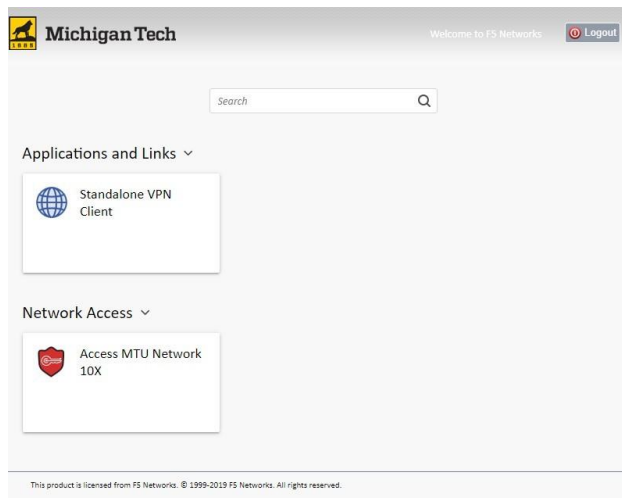 1885
Michigan Tech
Welcome to F5 Networks
Logout
Search
Applications and Links
Standalone VPN
Client
Network Access
Access MTU Network
10X
This product is licensed from F5 Networks. © 1999-2019 F5 Networks. All rights reserved.